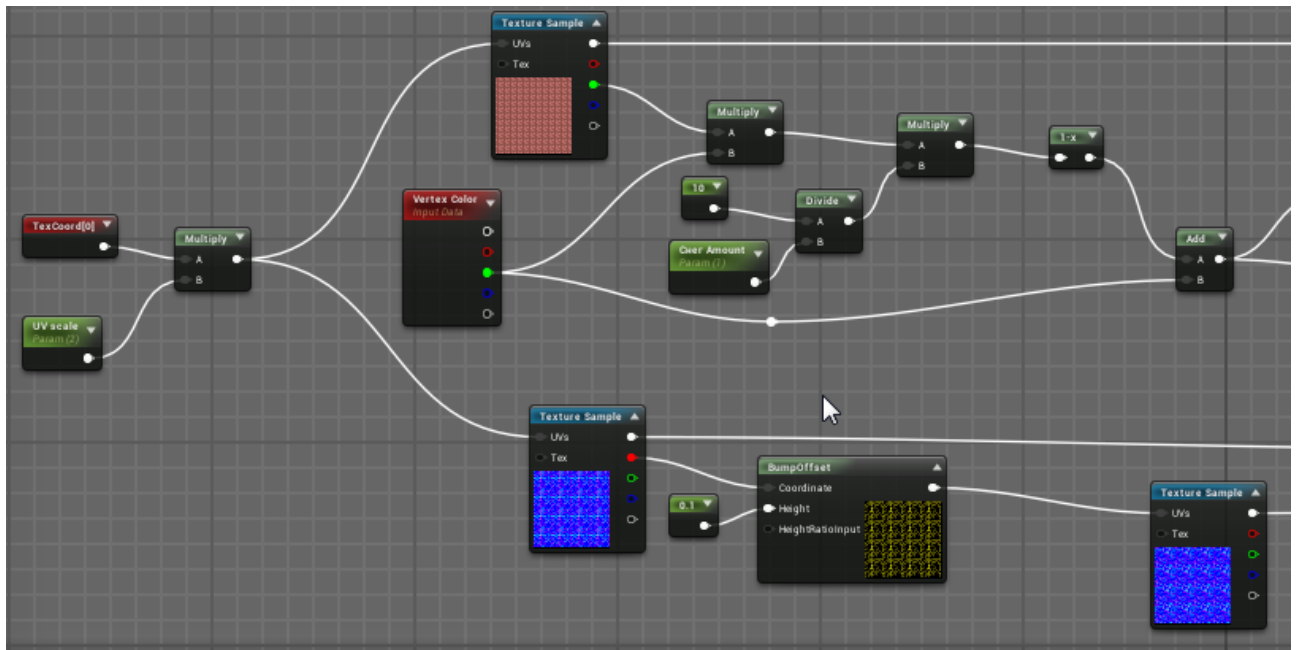 Texture Sample
UVs
Tex
Multiply
A
B
Multiply
A
B
1-x
10
Divide
A
B
Vertex Color
Input Data
TexCoord[0]
Multiply
A
B
Amount
Param (1)
Add
A
B
UV scale
Param (2)
Texture Sample
UVs
Tex
BumpOffset
Coordinate
Height
HeightRatioInput
0.1
Texture Sample
UVs
Tex